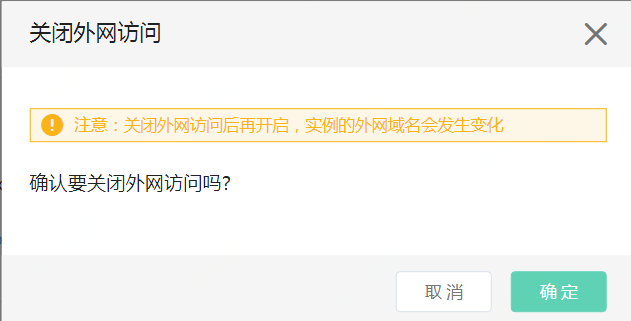 关闭外网访问
注意：关闭外网访问后再开启，实例的外网域名会发生变化
确认要关闭外网访问吗?
取消
确定